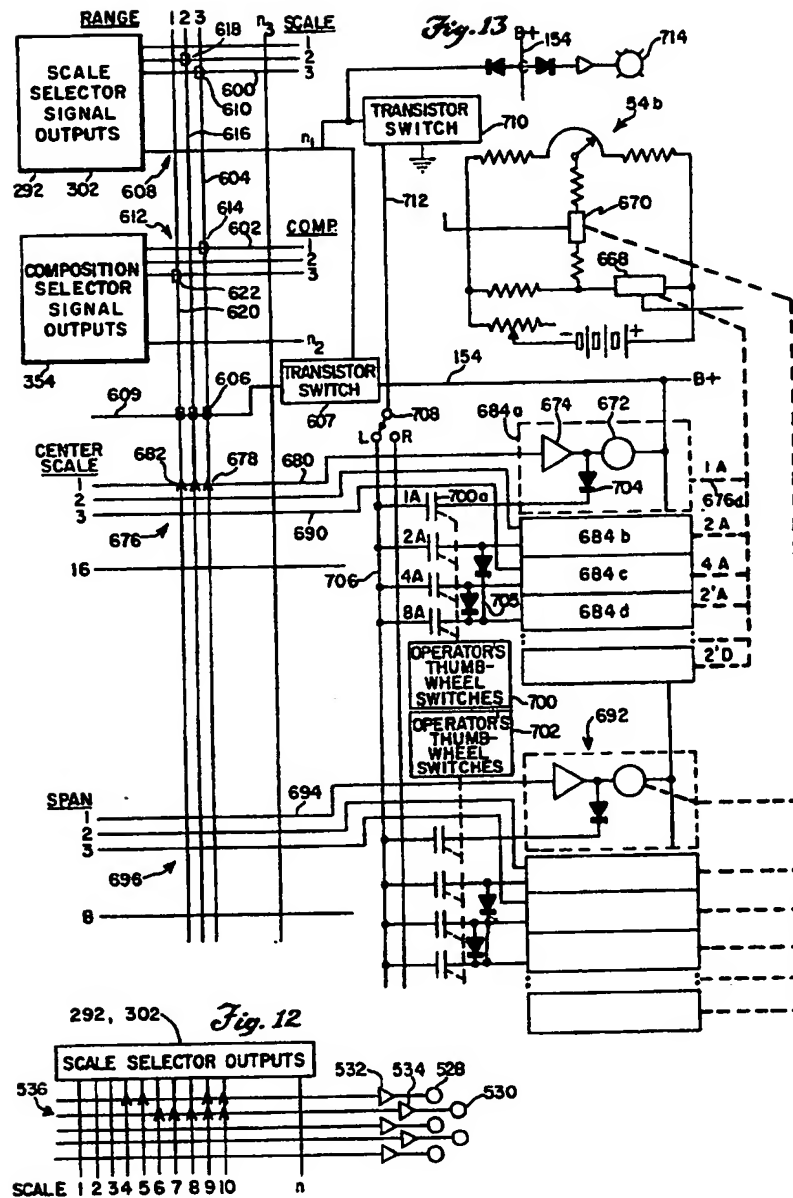 RANGE 1 2 3 n3 SCALE
618
1
2
3
600
610
616
SCALE SELECTOR SIGNAL OUTPUTS
292 302
608
n1
604
612
614
COMP.
602
1
2
3
COMPOSITION SELECTOR SIGNAL OUTPUTS
622
620
354
n2
609
606
TRANSISTOR SWITCH
607
Fig. 13
B+
154
714
TRANSISTOR SWITCH
710
712
54b
670
668
- +
154
B+
708
L R
CENTER SCALE
1
2
3
682
678
680
676
690
16
684a
674
672
704
1A
676a
1A
700a
2A
4A
8A
706
705
684b
684c
684d
2A
4A
2'A
2'D
OPERATOR'S THUMB-WHEEL SWITCHES
700
OPERATOR'S THUMB-WHEEL SWITCHES
702
692
SPAN
1
2
3
694
696
8
Fig. 12
292, 302
SCALE SELECTOR OUTPUTS
536
532
534
528
530
SCALE 1 2 3 4 5 6 7 8 9 10 n